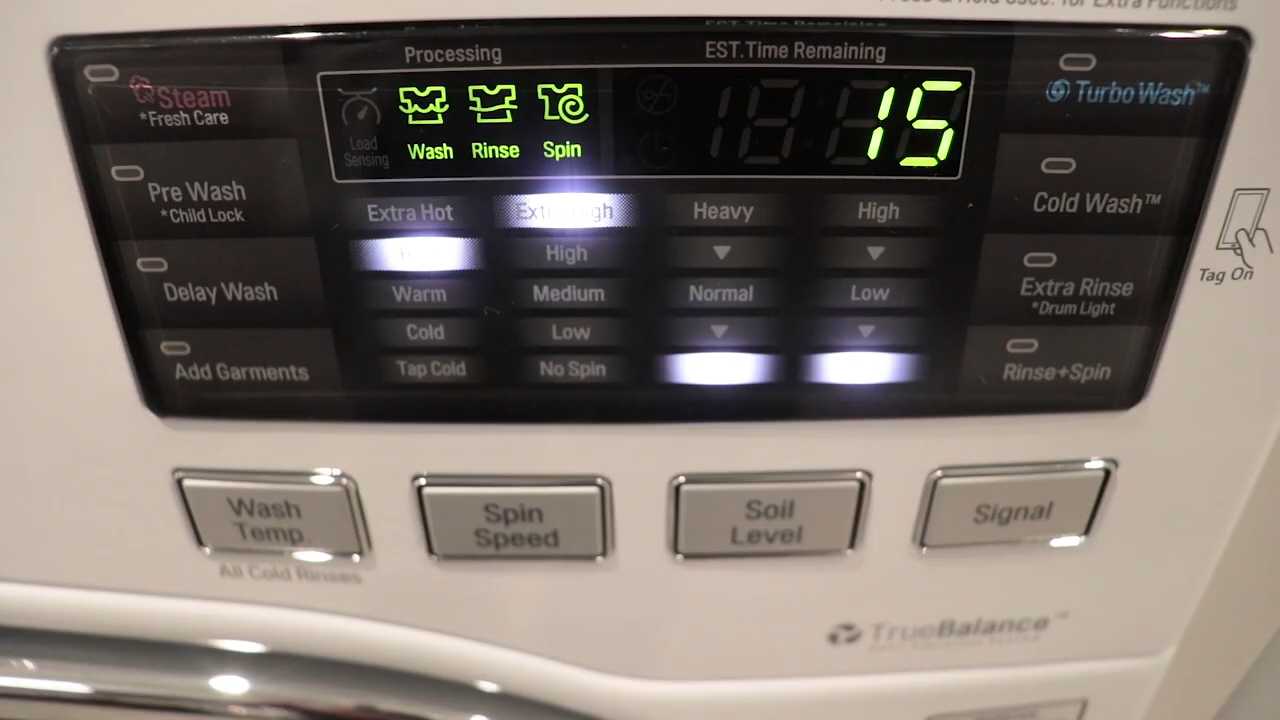 Press & Hold 3sec. for Extra Functions
Processing
EST. Time Remaining
Steam
*Fresh Care
Pre Wash
*Child Lock
Delay Wash
Add Garments
Load
Sensing
Wash Rinse Spin
15
Extra Hot
Warm
Cold
Tap Cold
Extra High
High
Medium
Low
No Spin
Heavy
Normal
High
Low
TurboWash™
Cold Wash™
Extra Rinse
*Drum Light
Rinse+Spin
Tag On
Wash
Temp.
All Cold Rinses
Spin
Speed
Soil
Level
Signal
TrueBalance™